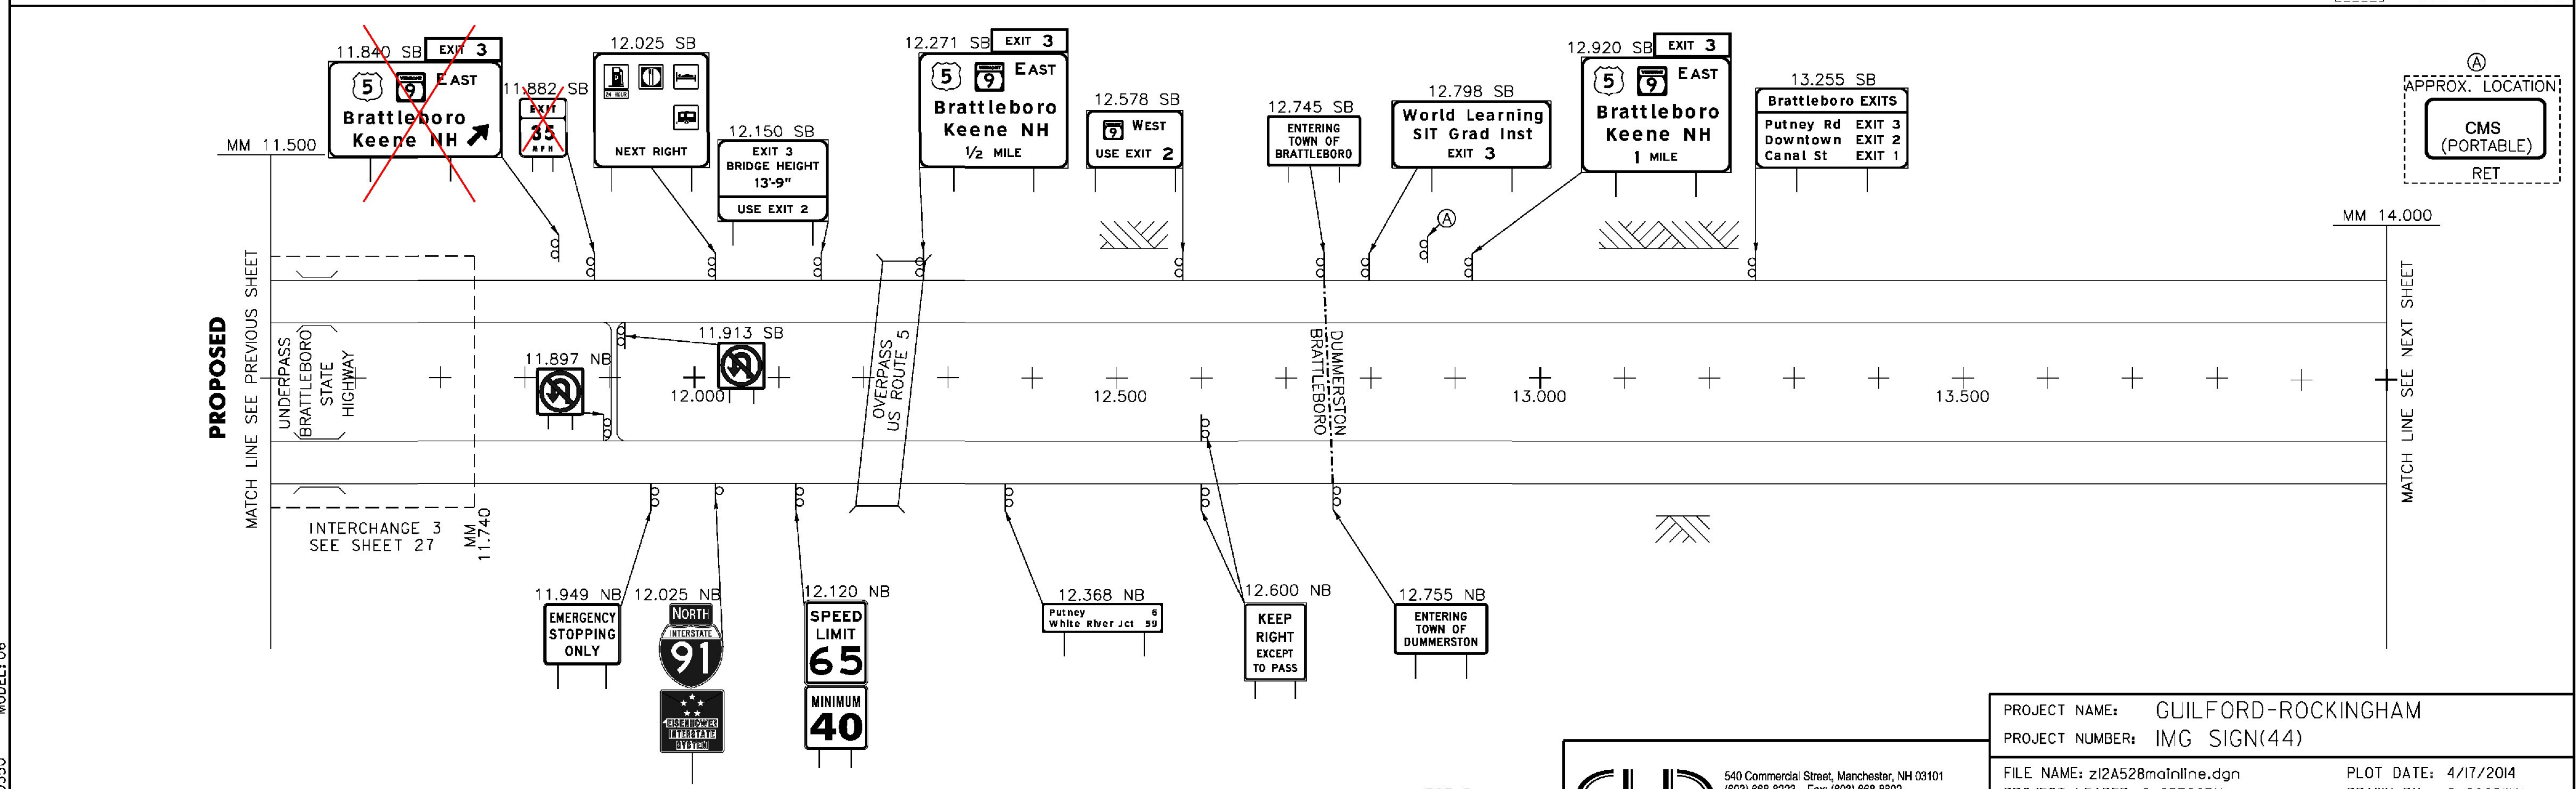 11.840 SB
EXIT 3
5 VERMONT 9 EAST
Brattleboro
Keene NH
11.882 SB
EXIT
35
MPH
12.025 SB
24 HOUR
NEXT RIGHT
12.150 SB
EXIT 3
BRIDGE HEIGHT
13'-9"
USE EXIT 2
12.271 SB
EXIT 3
5 VERMONT 9 EAST
Brattleboro
Keene NH
1/2 MILE
12.578 SB
9 WEST
USE EXIT 2
12.745 SB
ENTERING
TOWN OF
BRATTLEBORO
12.798 SB
World Learning
SIT Grad Inst
EXIT 3
12.920 SB
EXIT 3
5 VERMONT 9 EAST
Brattleboro
Keene NH
1 MILE
13.255 SB
Brattleboro EXITS
Putney Rd EXIT 3
Downtown EXIT 2
Canal St EXIT 1
A
APPROX. LOCATION
CMS
(PORTABLE)
RET
MM 11.500
MM 14.000
A
PROPOSED
MATCH LINE SEE PREVIOUS SHEET
UNDERPASS
BRATTLEBORO
STATE
HIGHWAY
11.897 NB
11.913 SB
OVERPASS
US ROUTE 5
BRATTLEBORO
DUMMERSTON
12.000
12.500
13.000
13.500
MATCH LINE SEE NEXT SHEET
INTERCHANGE 3
SEE SHEET 27
MM
11.740
11.949 NB
EMERGENCY
STOPPING
ONLY
12.025 NB
NORTH
INTERSTATE
91
EISENHOWER
INTERSTATE
SYSTEM
12.120 NB
SPEED
LIMIT
65
MINIMUM
40
12.368 NB
Putney 6
White River Jct 59
12.600 NB
KEEP
RIGHT
EXCEPT
TO PASS
12.755 NB
ENTERING
TOWN OF
DUMMERSTON
PROJECT NAME: GUILFORD-ROCKINGHAM
PROJECT NUMBER: IMG SIGN(44)
FILE NAME: z12A528mainline.dgn
PLOT DATE: 4/17/2014
540 Commercial Street, Manchester, NH 03101